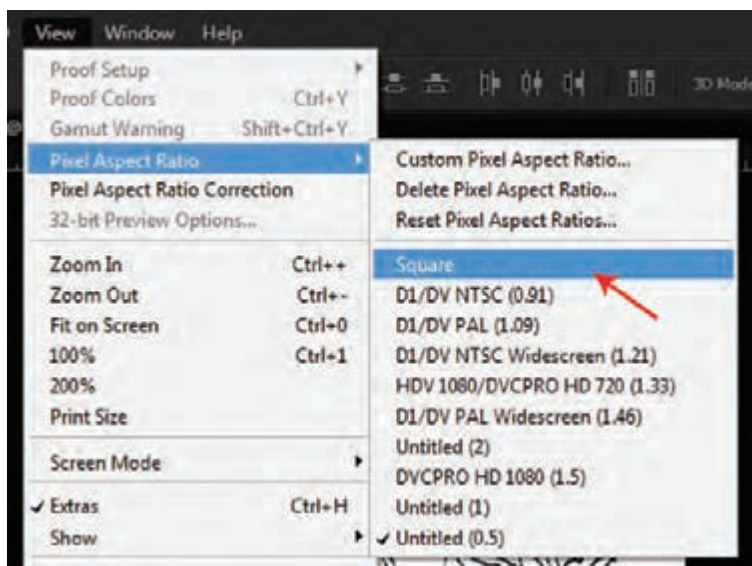 View Window Help
Proof Setup
Proof Colors Ctrl+Y
Gamut Warning Shift+Ctrl+Y
Pixel Aspect Ratio
Pixel Aspect Ratio Correction
32-bit Preview Options...
Zoom In Ctrl++
Zoom Out Ctrl+-
Fit on Screen Ctrl+0
100% Ctrl+1
200%
Print Size
Screen Mode
Extras Ctrl+H
Show
3D Mode
Custom Pixel Aspect Ratio...
Delete Pixel Aspect Ratio...
Reset Pixel Aspect Ratios...
Square
D1/DV NTSC (0.91)
D1/DV PAL (1.09)
D1/DV NTSC Widescreen (1.21)
HDV 1080/DVCPRO HD 720 (1.33)
D1/DV PAL Widescreen (1.46)
Untitled (2)
DVCPRO HD 1080 (1.5)
Untitled (1)
Untitled (0.5)